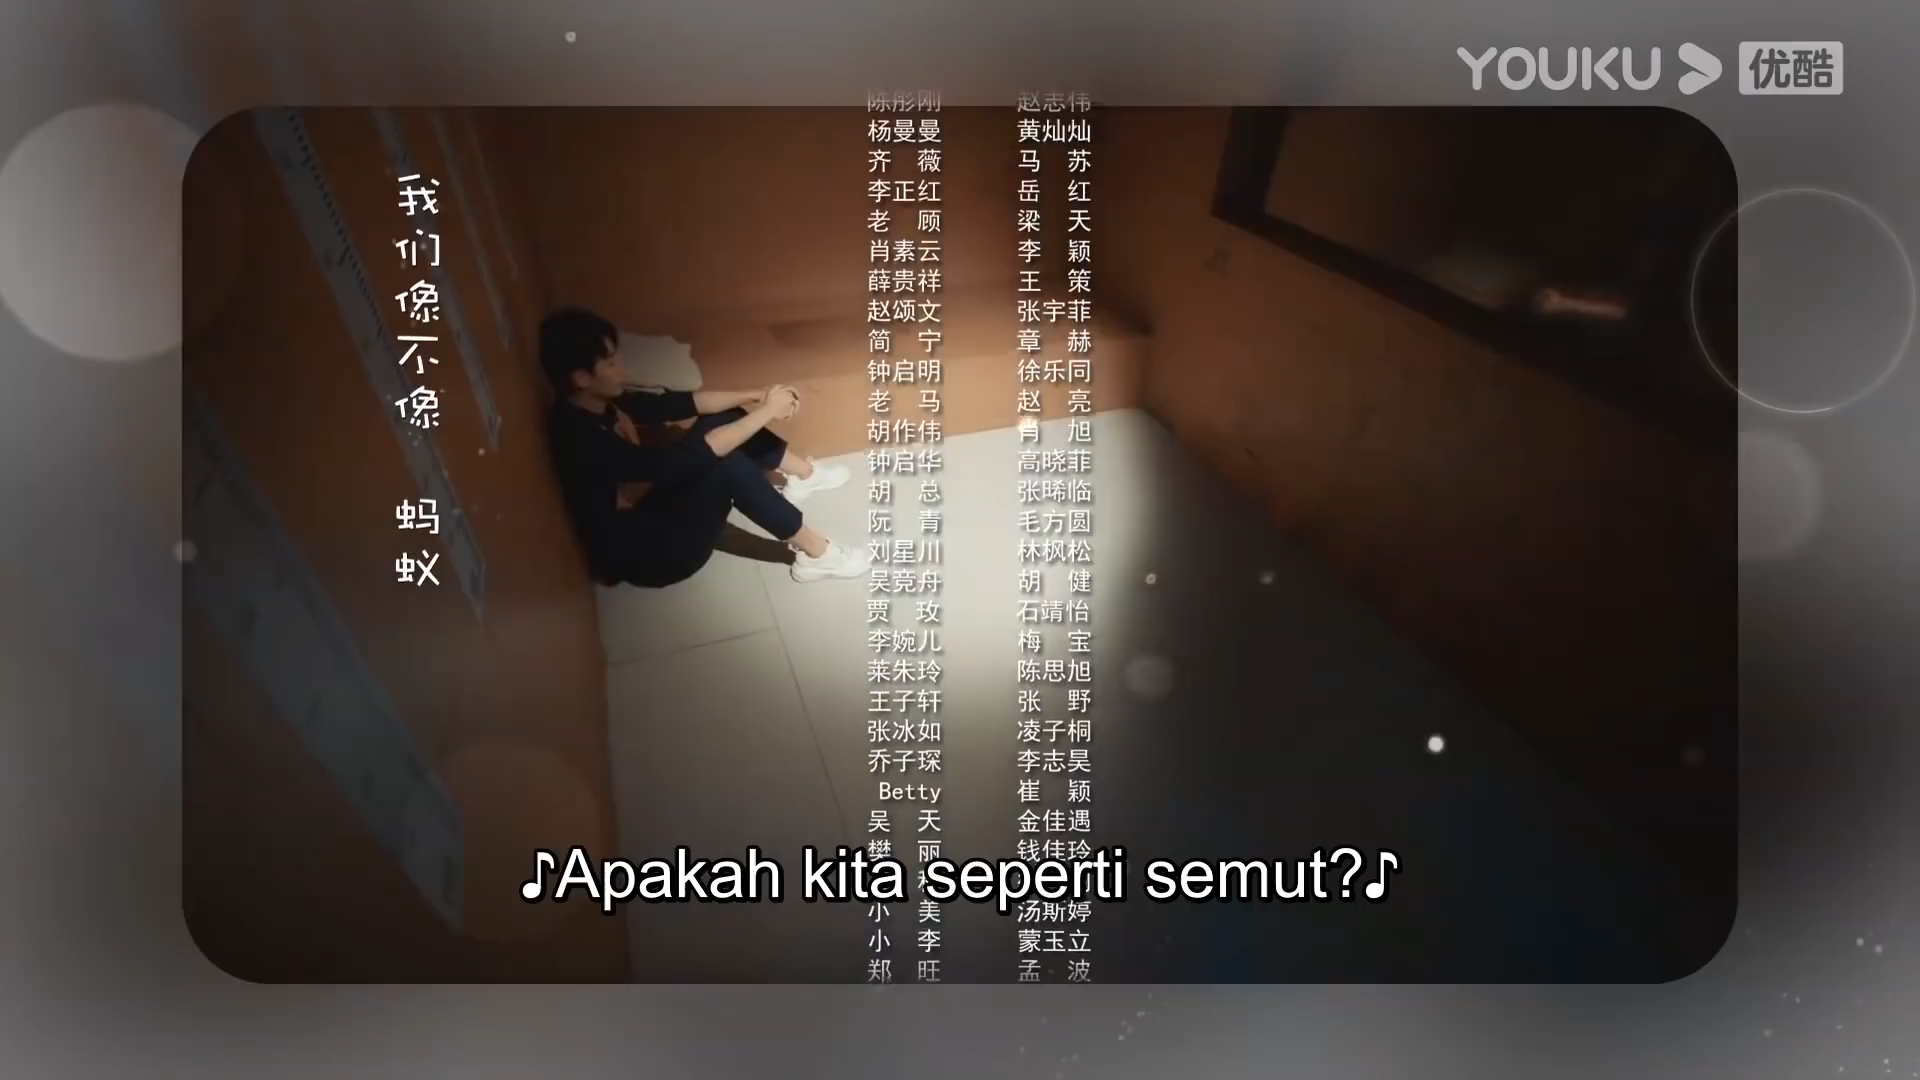 YOUKU 优酷
陈彤刚 赵志伟
杨曼曼 黄灿灿
齐薇 马苏
李正红 岳红
老顾 梁天
肖素云 李颖
薛贵祥 王策
赵颂文 张宇菲
简宁 章赫
钟启明 徐乐同
老马 赵亮
胡作伟 肖旭
钟启华 高晓菲
胡总 张晞临
阮青 毛方圆
刘星川 林枫松
吴竞舟 胡健
贾玫 石靖怡
李婉儿 梅宝
莱朱玲 陈思旭
王子轩 张野
张冰如 凌子桐
乔子琛 李志昊
Betty 崔颖
吴天 金佳遇
樊丽 钱佳玲
小美 汤斯婷
小李 蒙玉立
郑旺 孟波
我们像不像 蚂蚁
♪Apakah kita seperti semut?♪